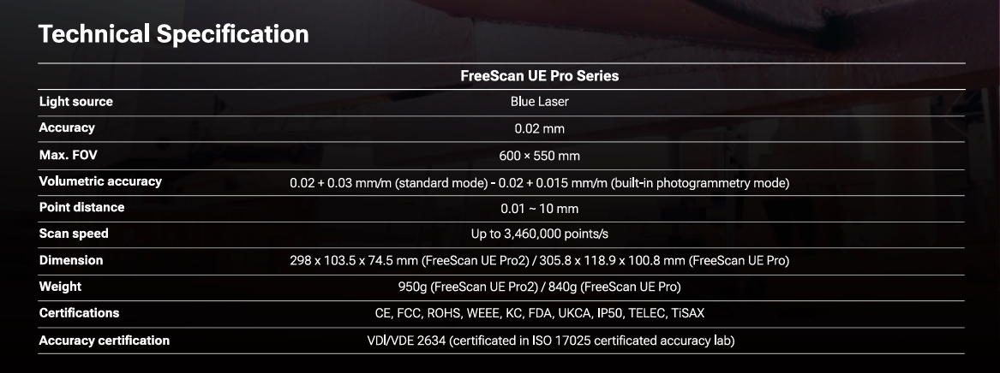 Technical Specification
FreeScan UE Pro Series
Light source Blue Laser
Accuracy 0.02 mm
Max. FOV 600 × 550 mm
Volumetric accuracy 0.02 + 0.03 mm/m (standard mode) - 0.02 + 0.015 mm/m (built-in photogrammetry mode)
Point distance 0.01 ~ 10 mm
Scan speed Up to 3,460,000 points/s
Dimension 298 x 103.5 x 74.5 mm (FreeScan UE Pro2) / 305.8 x 118.9 x 100.8 mm (FreeScan UE Pro)
Weight 950g (FreeScan UE Pro2) / 840g (FreeScan UE Pro)
Certifications CE, FCC, ROHS, WEEE, KC, FDA, UKCA, IP50, TELEC, TiSAX
Accuracy certification VDI/VDE 2634 (certificated in ISO 17025 certificated accuracy lab)